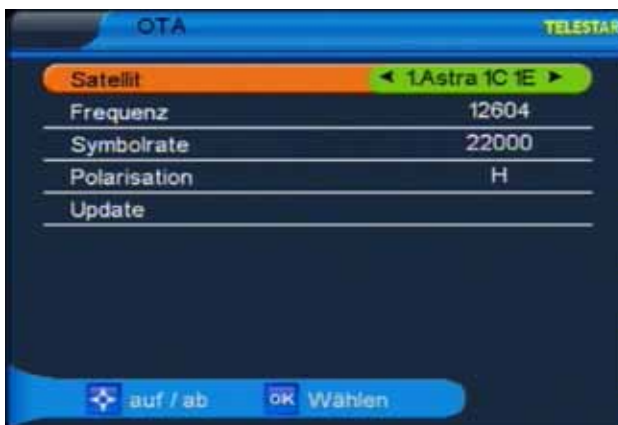 OTA TELESTAR
Satellit 1.Astra 1C 1E
Frequenz 12604
Symbolrate 22000
Polarisation H
Update
auf / ab OK Wählen